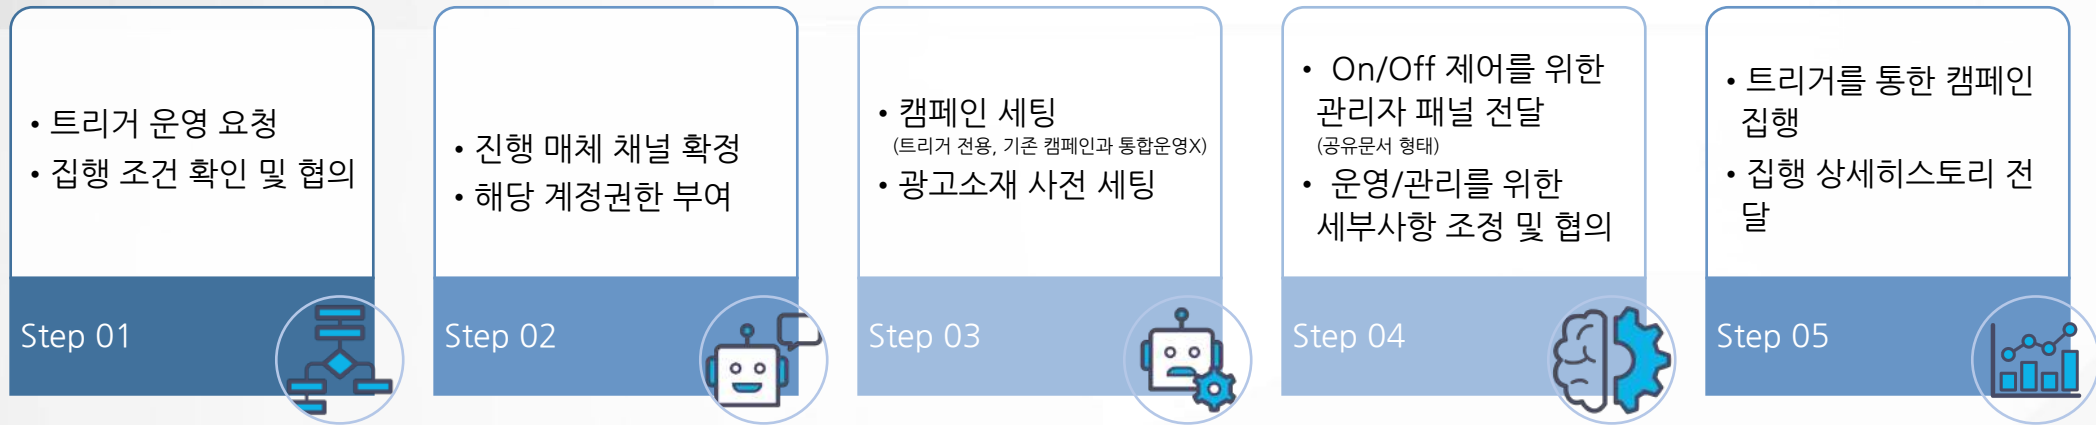 • 트리거 운영 요청
• 집행 조건 확인 및 협의
Step 01
• 진행 매체 채널 확정
• 해당 계정권한 부여
Step 02
• 캠페인 세팅
(트리거 전용, 기존 캠페인과 통합운영X)
• 광고소재 사전 세팅
Step 03
• On/Off 제어를 위한
관리자 패널 전달
(공유문서 형태)
• 운영/관리를 위한
세부사항 조정 및 협의
Step 04
• 트리거를 통한 캠페인
집행
• 집행 상세히스토리 전
달
Step 05